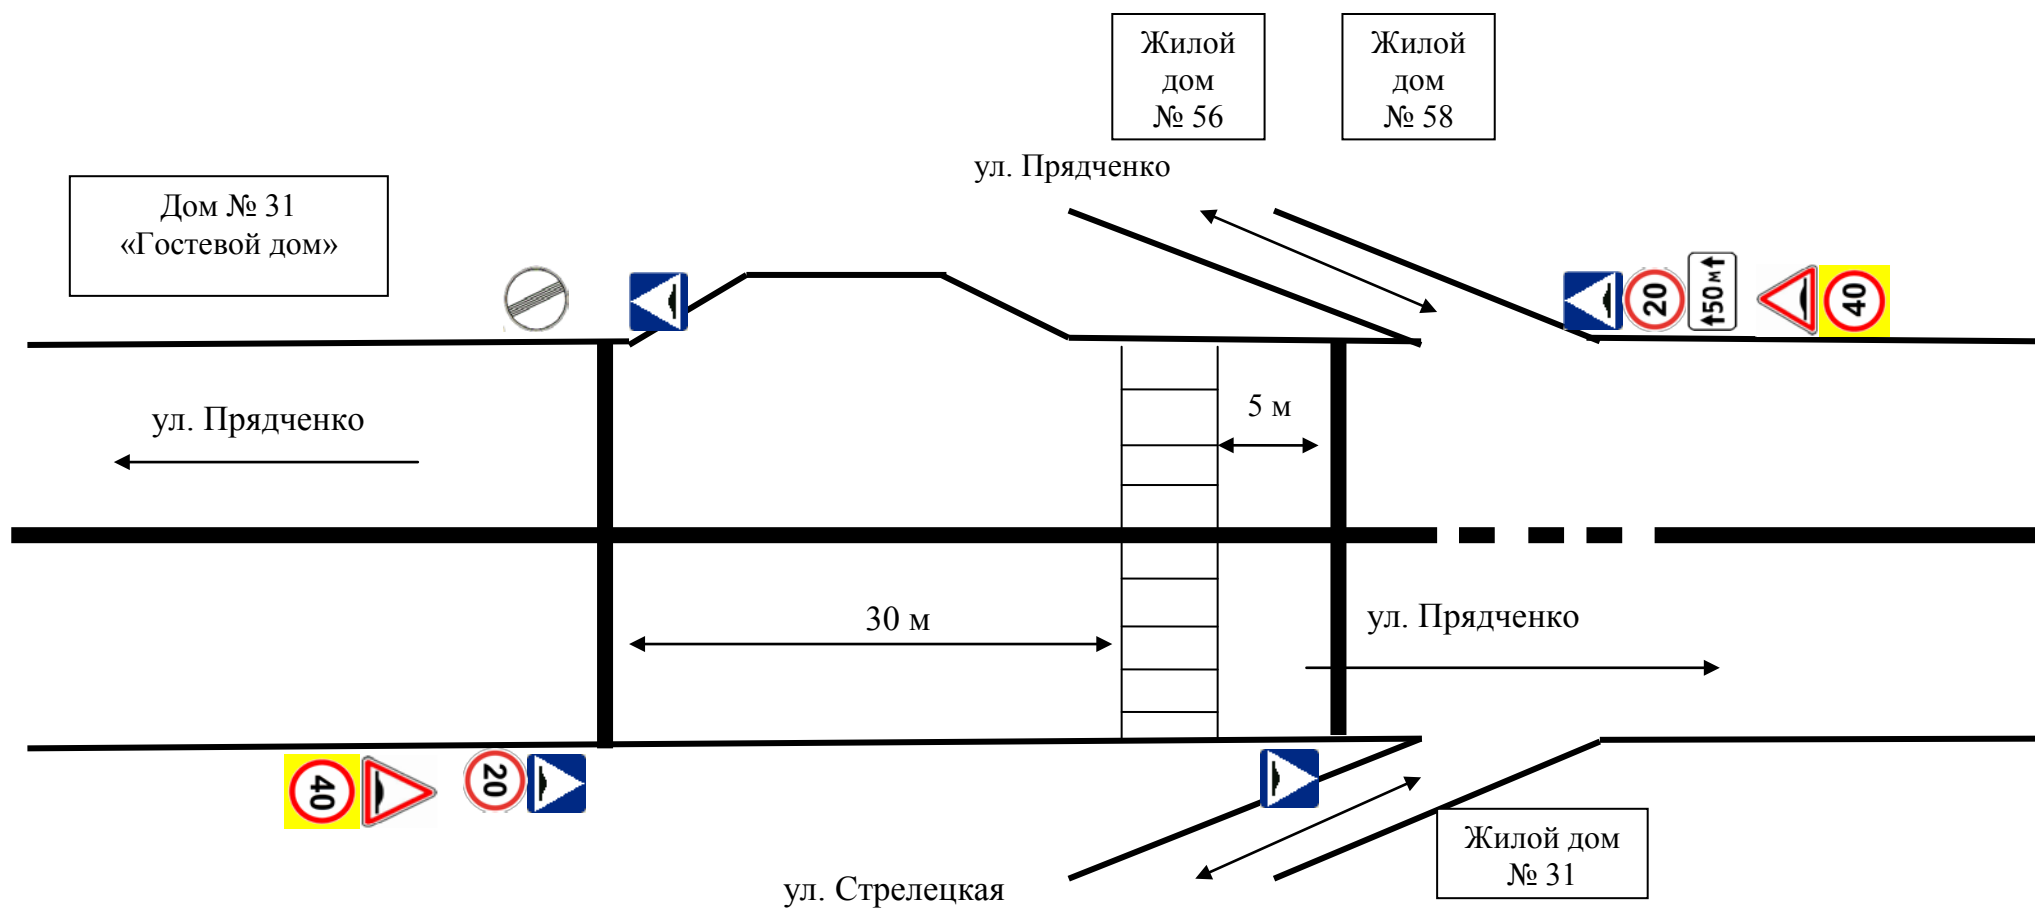 Жилой
дом
№ 56
Жилой
дом
№ 58
ул. Прядченко
Дом № 31
«Гостевой дом»
20
50м
40
ул. Прядченко
5 м
30 м
ул. Прядченко
40
20
Жилой дом
№ 31
ул. Стрелецкая